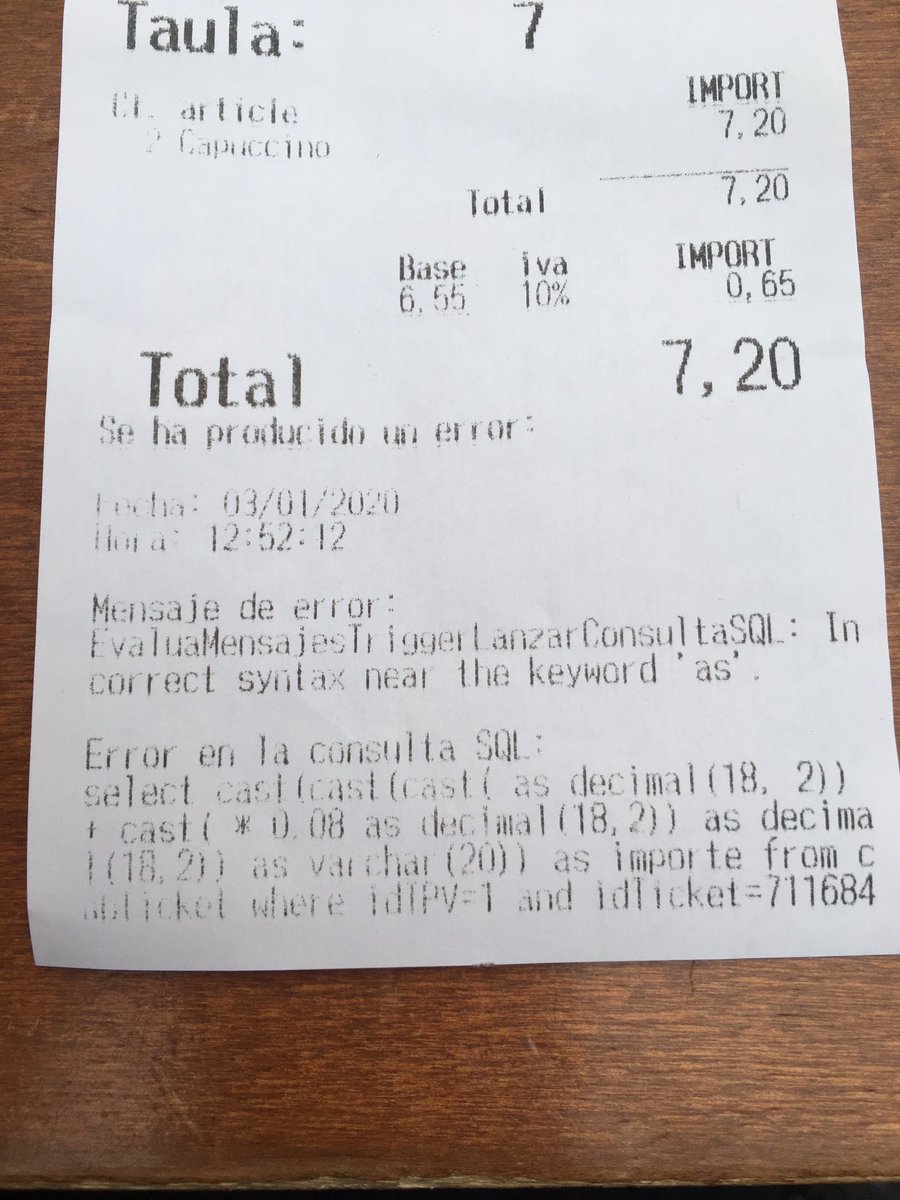 Taula: 7
Ct. article IMPORT
2 Capuccino 7,20
Total 7,20
Base iva IMPORT
6,55 10% 0,65
Total 7,20
Se ha producido un error:
Fecha: 03/01/2020
Hora: 12:52:12
Mensaje de error:
EvaluaMensajesTriggerLanzarConsultaSQL: In
correct syntax near the keyword 'as'.
Error en la consulta SQL:
select cast(cast(cast( as decimal(18, 2))
+ cast( * 0.08 as decimal(18,2)) as decima
l(18,2)) as varchar(20)) as importe from c
abticket where idTPV=1 and idTicket=711684